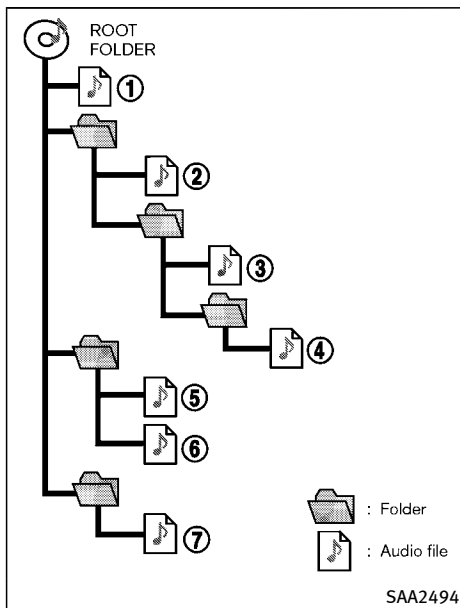 ROOT
FOLDER
①
②
③
④
⑤
⑥
⑦
: Folder
: Audio file
SAA2494